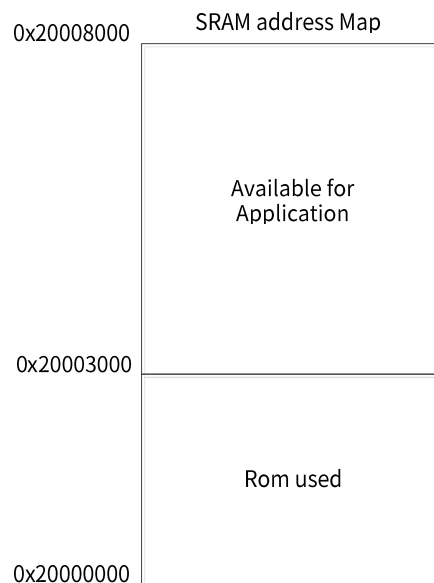 SRAM address Map
0x20008000
Available for
Application
0x20003000
Rom used
0x20000000